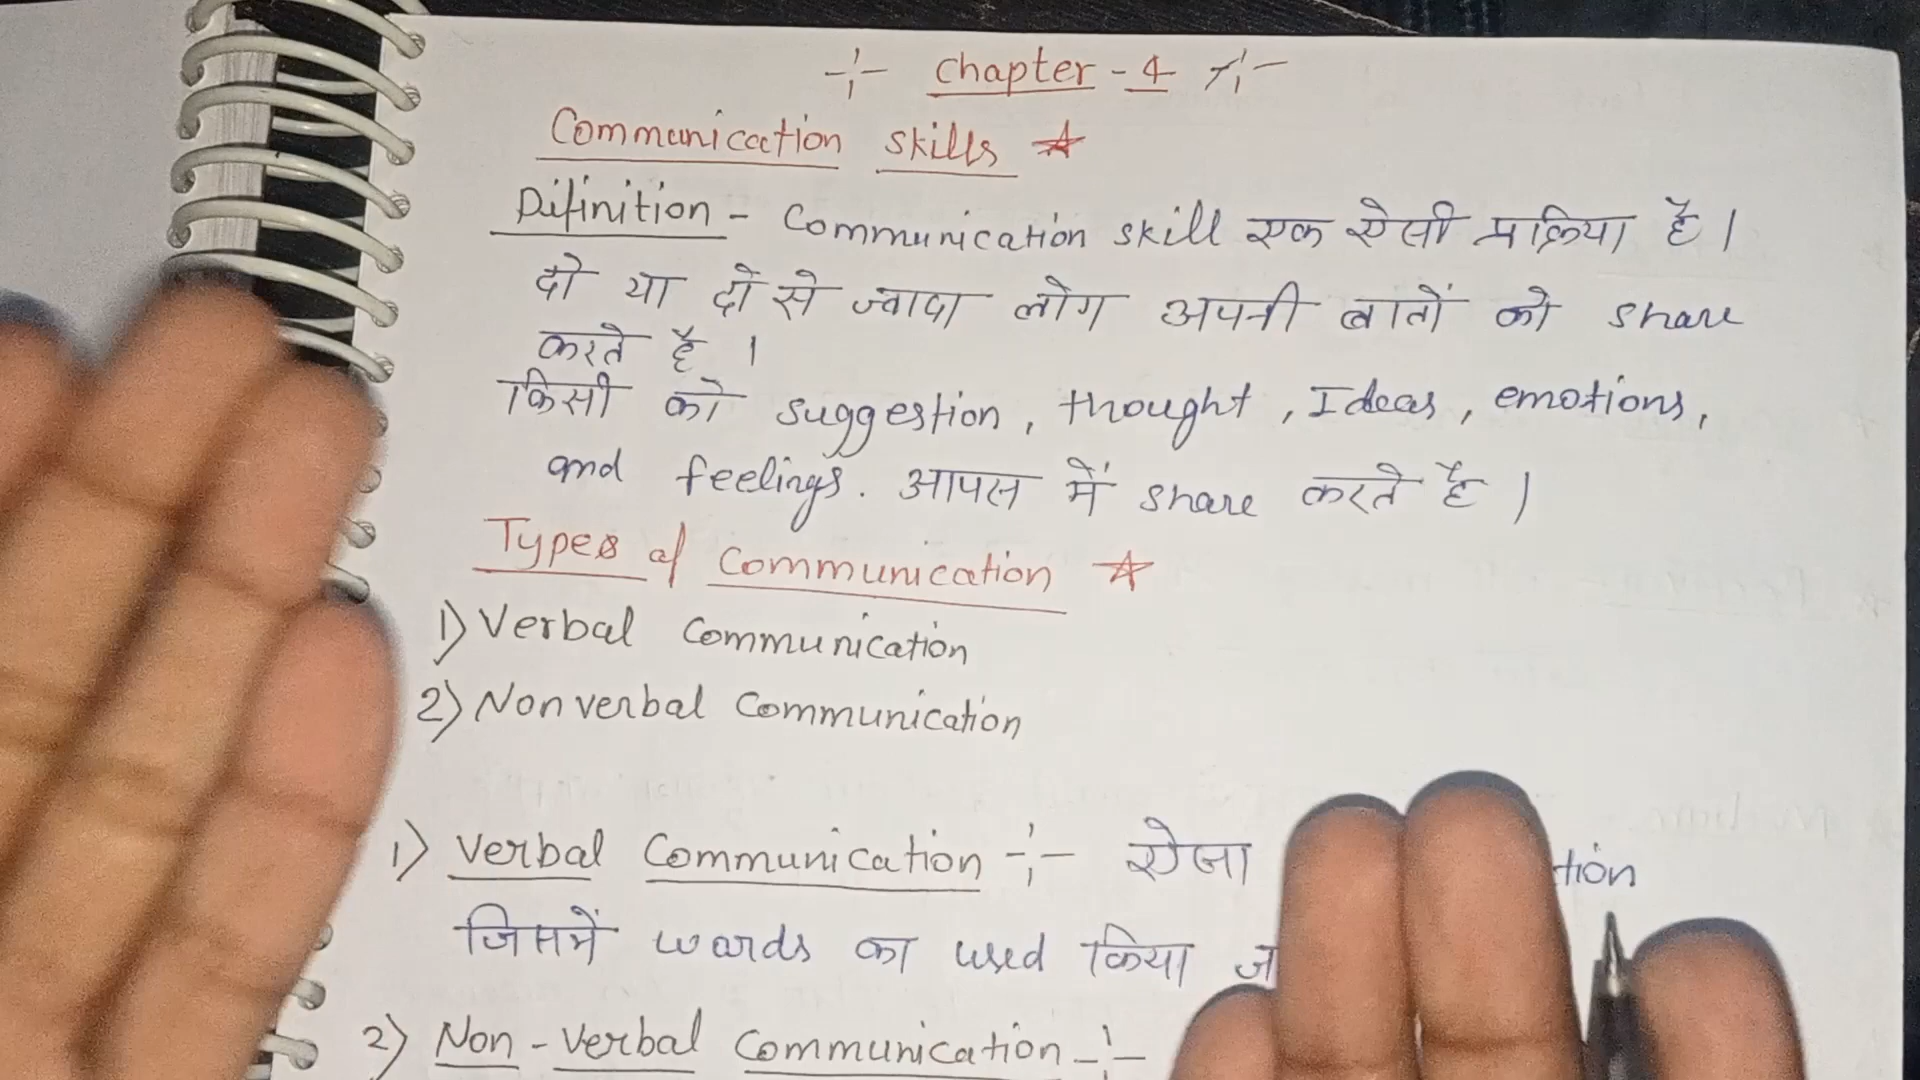 Chapter - 4
Communication skills
Difinition - Communication skill एक ऐसी प्रक्रिया है।
दो या दो से ज्यादा लोग अपनी बातों को share
करते है ।
किसी को suggestion, thought, Ideas, emotions,
and feelings. आपस में share करते है ।
Types of Communication
1) Verbal Communication
2) Nonverbal Communication
1) Verbal Communication :- ऐसा
जिसमें words का used किया
2) Non-Verbal Communication :-